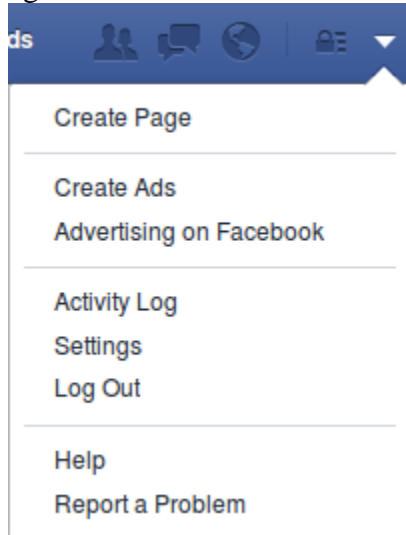 ds
Create Page
Create Ads
Advertising on Facebook
Activity Log
Settings
Log Out
Help
Report a Problem